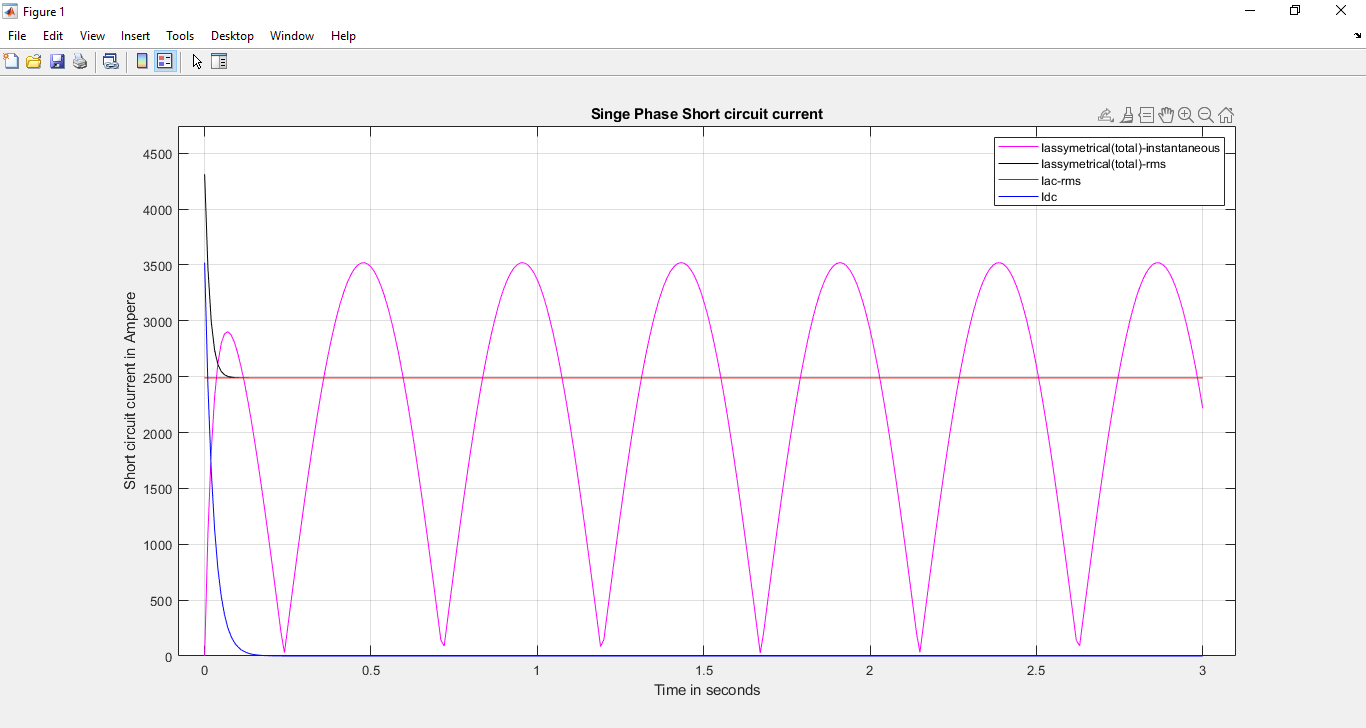 Figure 1
File Edit View Insert Tools Desktop Window Help
Singe Phase Short circuit current
Iassymetrical(total)-instantaneous
Iassymetrical(total)-rms
Iac-rms
Idc
Short circuit current in Ampere
4500
4000
3500
3000
2500
2000
1500
1000
500
0
0 0.5 1 1.5 2 2.5 3
Time in seconds